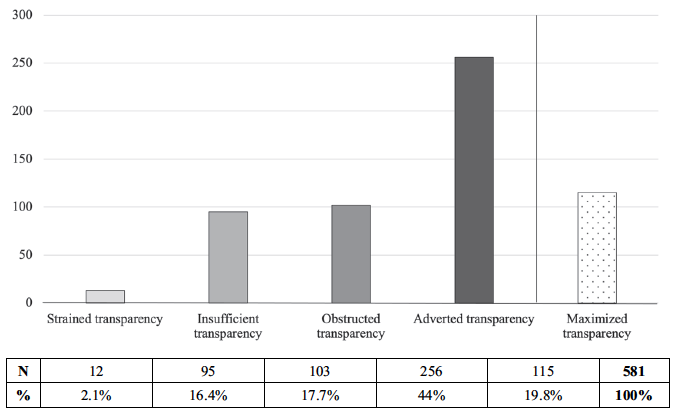 300
250
200
150
100
50
0
Strained transparency Insufficient transparency Obstructed transparency Adverted transparency Maximized transparency
N 12 95 103 256 115 581
% 2.1% 16.4% 17.7% 44% 19.8% 100%